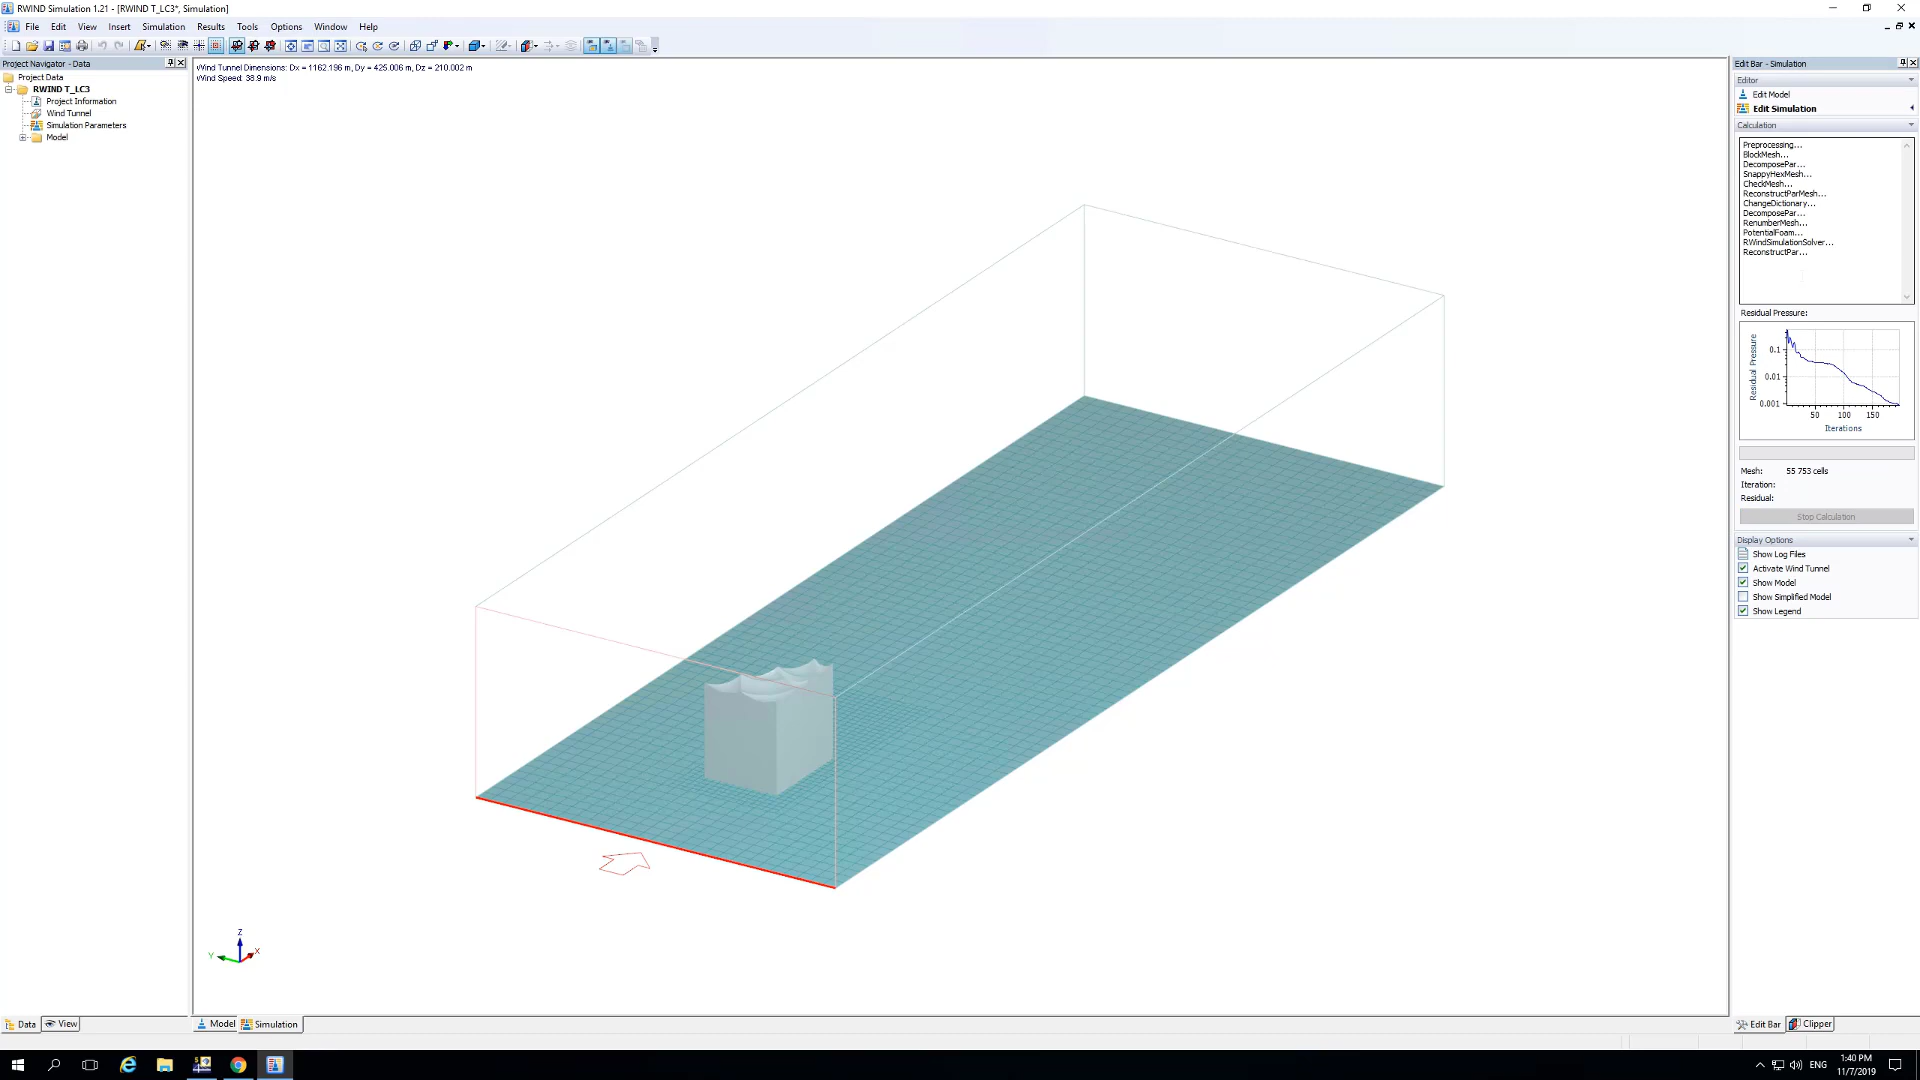 RWIND Simulation 1.21 - [RWIND T_LC3*, Simulation]
File Edit View Insert Simulation Results Tools Options Window Help
Project Navigator - Data
Project Data
RWIND T_LC3
Project Information
Wind Tunnel
Simulation Parameters
Model
Data View
Wind Tunnel Dimensions: Dx = 1162.196 m, Dy = 425.006 m, Dz = 210.002 m
Wind Speed: 38.9 m/s
Z
Y
X
Model Simulation
Edit Bar - Simulation
Editor
Edit Model
Edit Simulation
Calculation
Preprocessing...
BlockMesh...
DecomposePar...
SnappyHexMesh...
CheckMesh...
ReconstructParMesh...
ChangeDictionary...
DecomposePar...
RenumberMesh...
PotentialFoam...
RWindSimulationSolver...
ReconstructPar...
Residual Pressure:
Residual Pressure
0.1
0.01
0.001
50 100 150
Iterations
Mesh: 55 753 cells
Iteration:
Residual:
Stop Calculation
Display Options
Show Log Files
Activate Wind Tunnel
Show Model
Show Simplified Model
Show Legend
Edit Bar Clipper
ENG
1:40 PM
11/7/2019